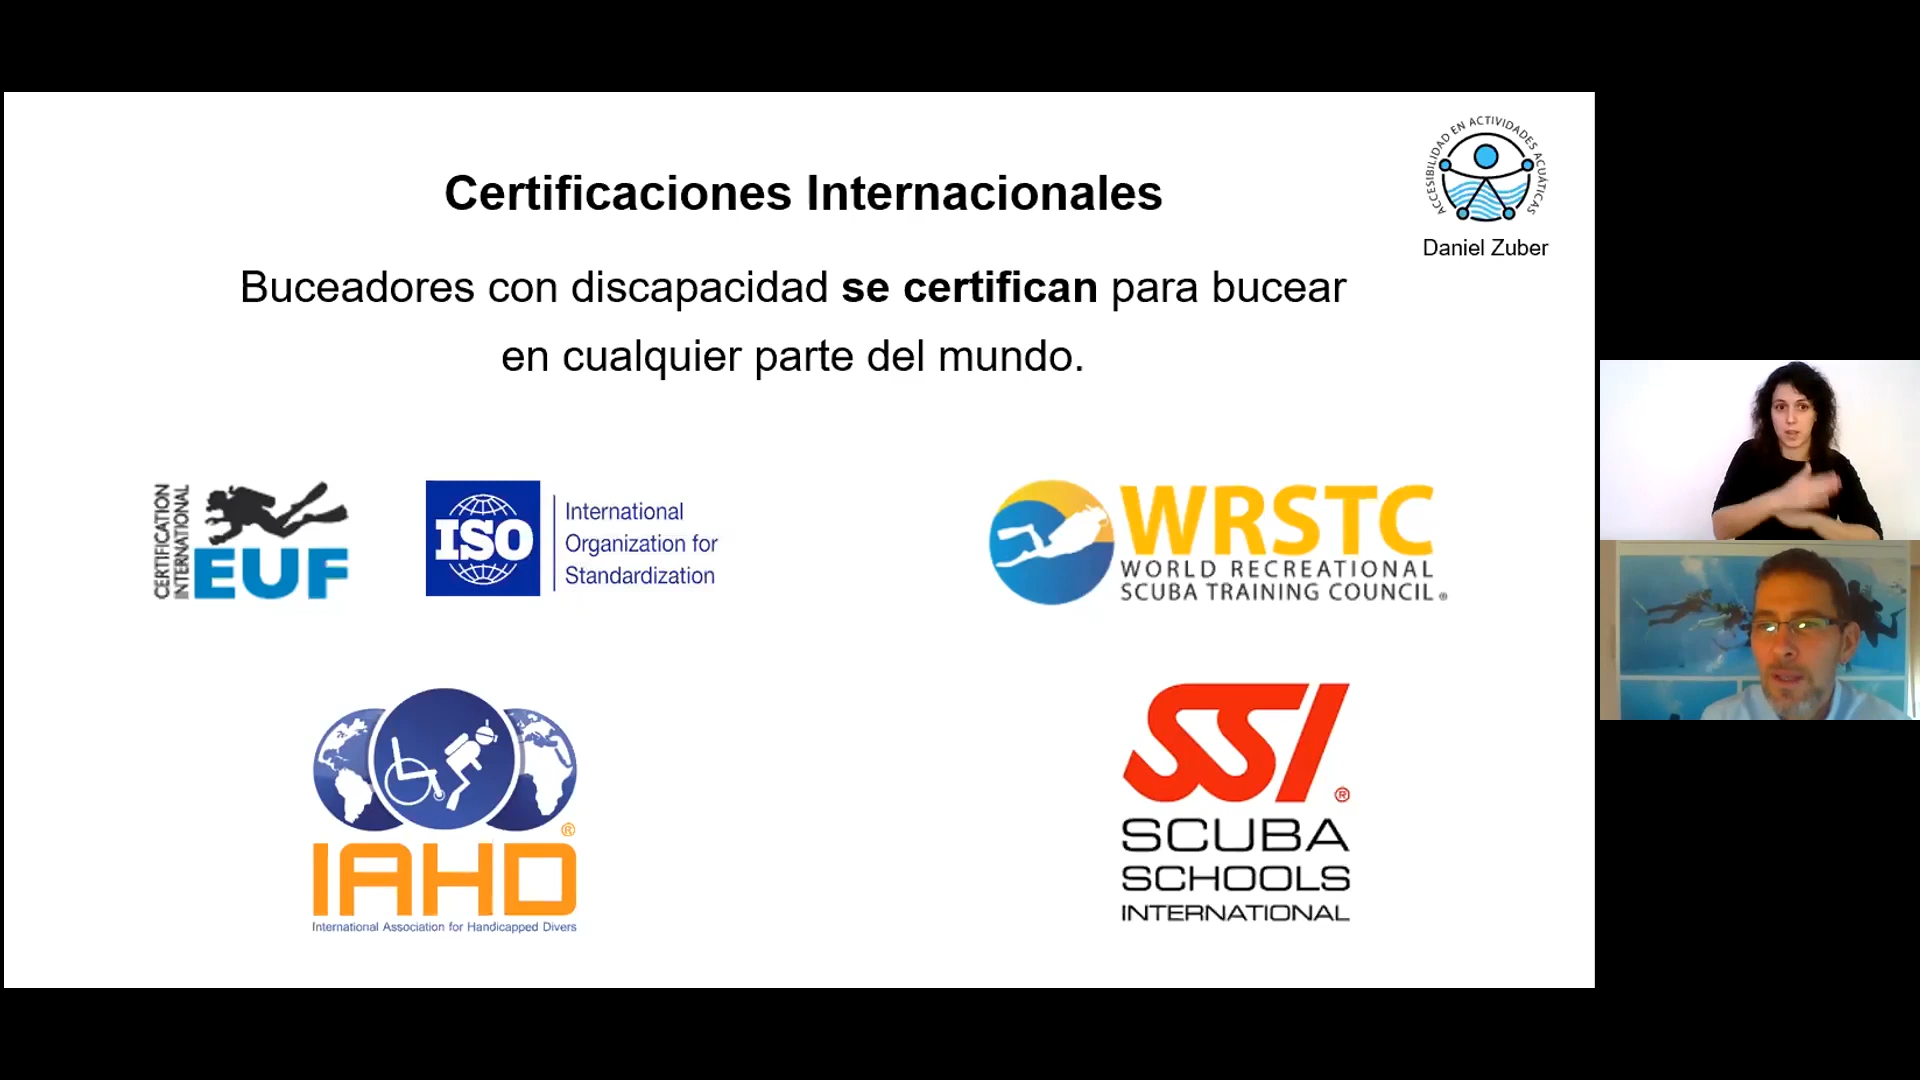 Certificaciones Internacionales
ACCESIBILIDAD EN ACTIVIDADES ACUÁTICAS
Daniel Zuber
Buceadores con discapacidad se certifican para bucear
en cualquier parte del mundo.
CERTIFICATION
INTERNATIONAL
EUF
ISO
International
Organization for
Standardization
WRSTC
WORLD RECREATIONAL
SCUBA TRAINING COUNCIL®
IAHD®
International Association for Handicapped Divers
SSI®
SCUBA
SCHOOLS
INTERNATIONAL